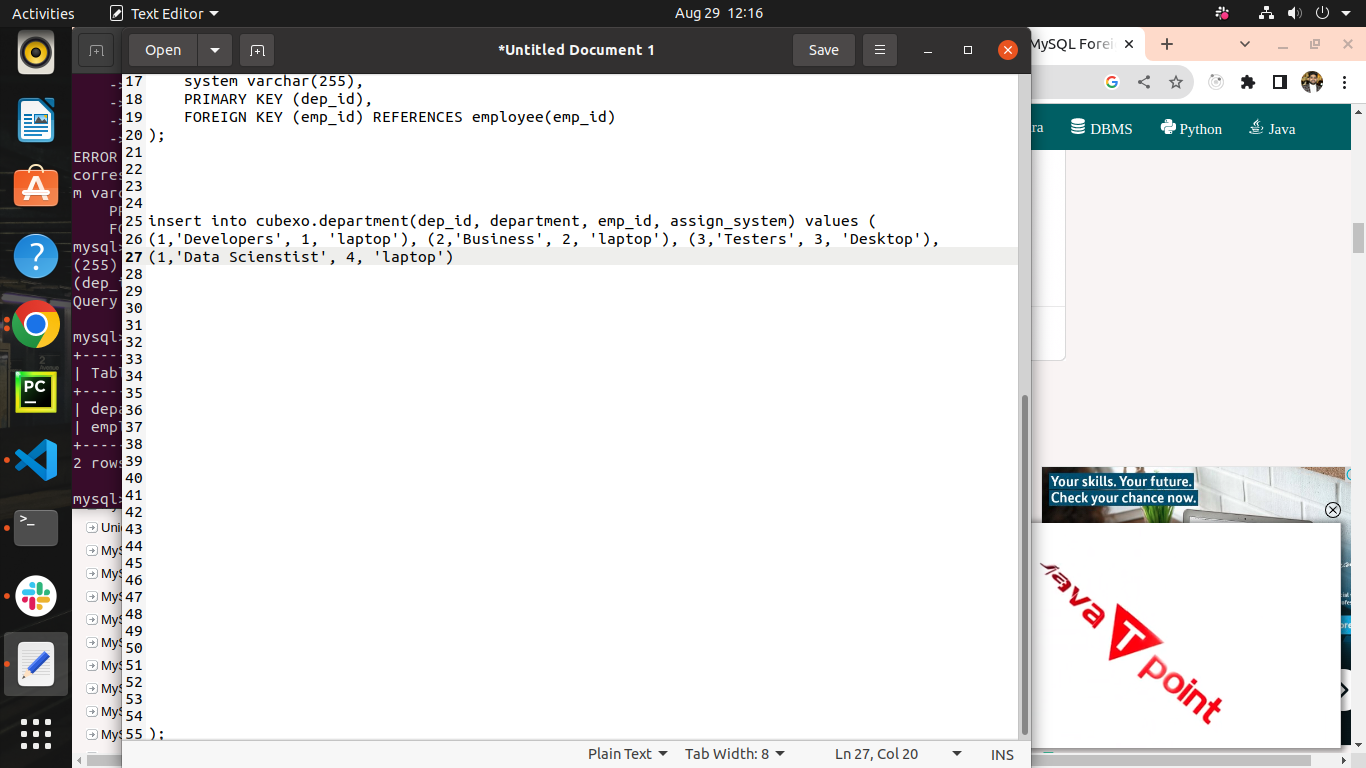 Activities
Text Editor
Aug 29 12:16
Open
*Untitled Document 1
Save
MySQL Forei
17 system varchar(255),
18 PRIMARY KEY (dep_id),
19 FOREIGN KEY (emp_id) REFERENCES employee(emp_id)
20 );
21
22
23
24
25 insert into cubexo.department(dep_id, department, emp_id, assign_system) values (
26 (1,'Developers', 1, 'laptop'), (2,'Business', 2, 'laptop'), (3,'Testers', 3, 'Desktop'),
27 (1,'Data Scienstist', 4, 'laptop')
28
29
30
31
32
33
34
35
36
37
38
39
40
41
42
43
44
45
46
47
48
49
50
51
52
53
54
55 );
Plain Text
Tab Width: 8
Ln 27, Col 20
INS
->
->
->
->
ERROR
corres
m varc
PR
FO
mysql>
(255)
(dep_i
Query
mysql>
+-----
| Tabl
+-----
| depa
| empl
+-----
2 rows
mysql>
Uni
MyS
MyS
MyS
MyS
MyS
MyS
MyS
MyS
MyS
ra
DBMS
Python
Java
Your skills. Your future.
Check your chance now.
Java T point
PC
>_